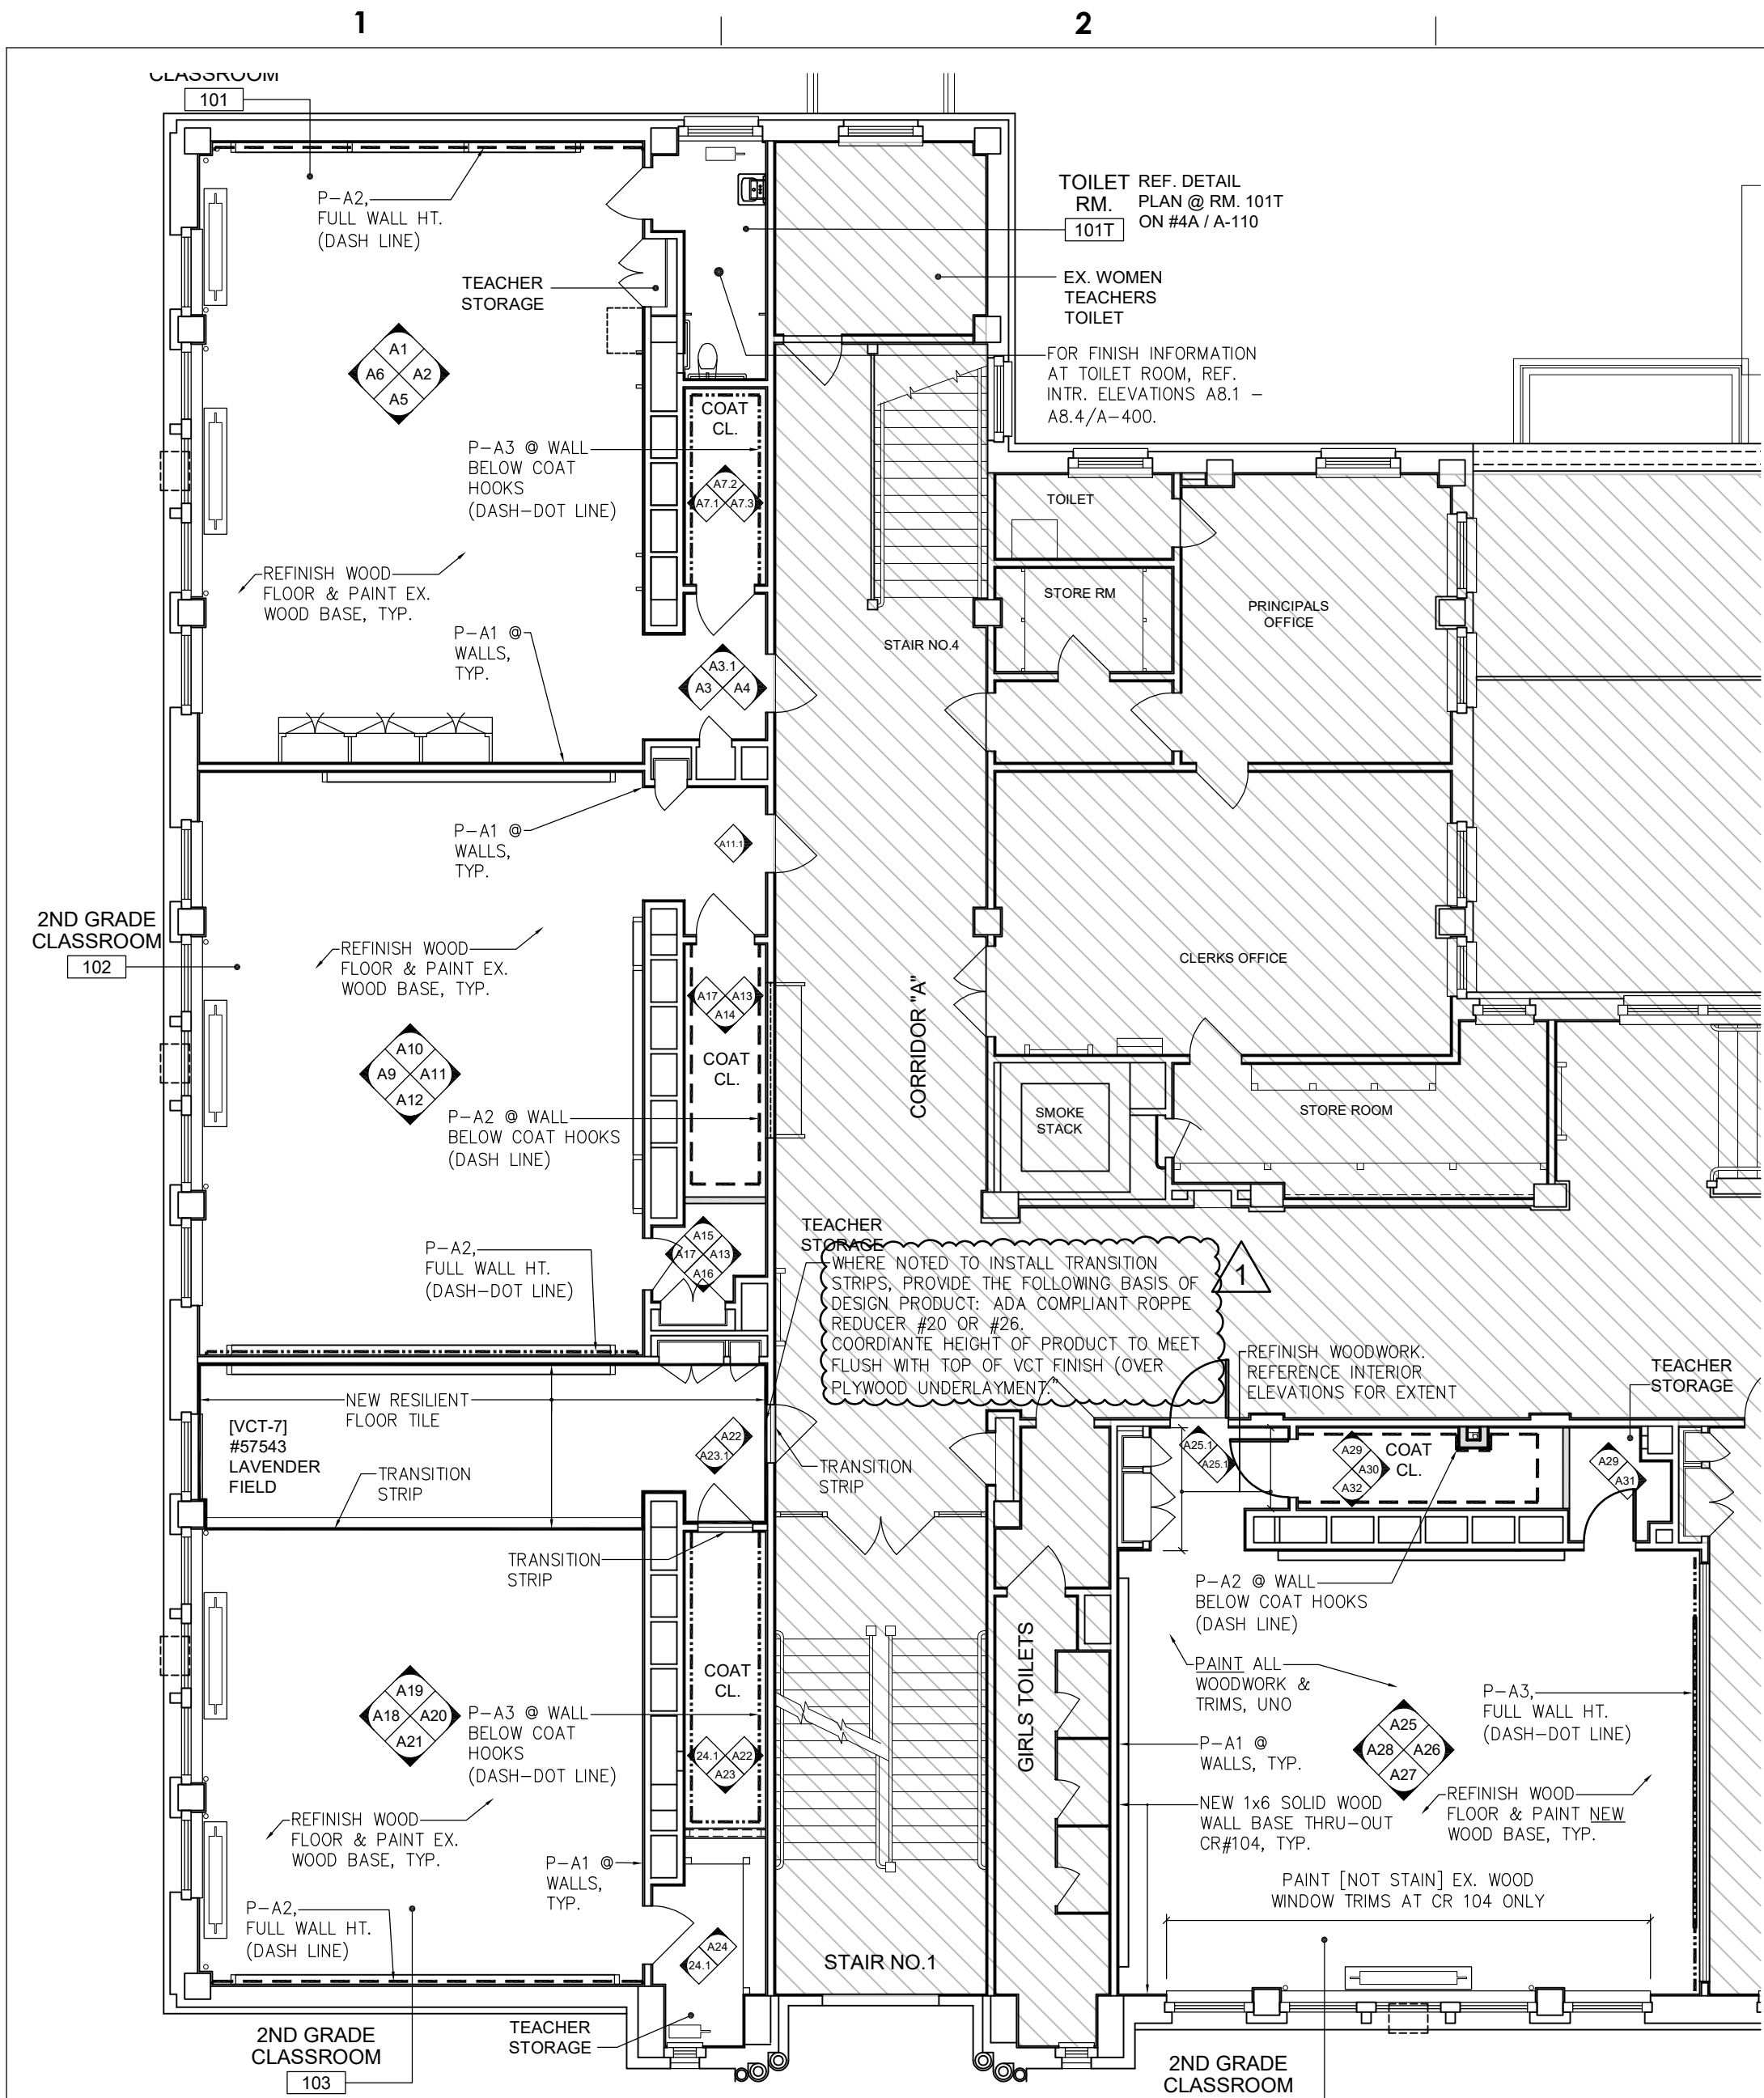 1
2
CLASSROOM
101
P-A2,
FULL WALL HT.
(DASH LINE)
TEACHER
STORAGE
TOILET
RM.
101T
REF. DETAIL
PLAN @ RM. 101T
ON #4A / A-110
EX. WOMEN
TEACHERS
TOILET
FOR FINISH INFORMATION
AT TOILET ROOM, REF.
INTR. ELEVATIONS A8.1 -
A8.4/A-400.
A1
A6 A2
A5
COAT
CL.
P-A3 @ WALL
BELOW COAT
HOOKS
(DASH-DOT LINE)
A7.2
A7.1 A7.3
TOILET
STORE RM
PRINCIPALS
OFFICE
REFINISH WOOD
FLOOR & PAINT EX.
WOOD BASE, TYP.
P-A1 @
WALLS,
TYP.
STAIR NO.4
A3.1
A3 A4
P-A1 @
WALLS,
TYP.
A11.1
2ND GRADE
CLASSROOM
102
REFINISH WOOD
FLOOR & PAINT EX.
WOOD BASE, TYP.
CLERKS OFFICE
A17 A13
A14
COAT
CL.
A10
A9 A11
A12
CORRIDOR "A"
P-A2 @ WALL
BELOW COAT HOOKS
(DASH LINE)
SMOKE
STACK
STORE ROOM
A15
A17 A13
A16
P-A2,
FULL WALL HT.
(DASH-DOT LINE)
TEACHER
STORAGE
WHERE NOTED TO INSTALL TRANSITION
STRIPS, PROVIDE THE FOLLOWING BASIS OF
DESIGN PRODUCT: ADA COMPLIANT ROPPE
REDUCER #20 OR #26.
COORDIANTE HEIGHT OF PRODUCT TO MEET
FLUSH WITH TOP OF VCT FINISH (OVER
PLYWOOD UNDERLAYMENT."
1
REFINISH WOODWORK.
REFERENCE INTERIOR
ELEVATIONS FOR EXTENT
TEACHER
STORAGE
NEW RESILIENT
FLOOR TILE
[VCT-7]
#57543
LAVENDER
FIELD
TRANSITION
STRIP
A22
A23.1
TRANSITION
STRIP
A25.1
A25.1
A29
A30
A32
COAT
CL.
A29
A31
TRANSITION
STRIP
P-A2 @ WALL
BELOW COAT HOOKS
(DASH LINE)
COAT
CL.
A19
A18 A20
A21
P-A3 @ WALL
BELOW COAT
HOOKS
(DASH-DOT LINE)
24.1 A22
A23
GIRLS TOILETS
PAINT ALL
WOODWORK &
TRIMS, UNO
P-A1 @
WALLS, TYP.
A25
A28 A26
A27
P-A3,
FULL WALL HT.
(DASH-DOT LINE)
NEW 1x6 SOLID WOOD
WALL BASE THRU-OUT
CR#104, TYP.
REFINISH WOOD
FLOOR & PAINT NEW
WOOD BASE, TYP.
REFINISH WOOD
FLOOR & PAINT EX.
WOOD BASE, TYP.
P-A1 @
WALLS,
TYP.
PAINT [NOT STAIN] EX. WOOD
WINDOW TRIMS AT CR 104 ONLY
P-A2,
FULL WALL HT.
(DASH LINE)
A24
24.1
STAIR NO.1
2ND GRADE
CLASSROOM
103
TEACHER
STORAGE
2ND GRADE
CLASSROOM